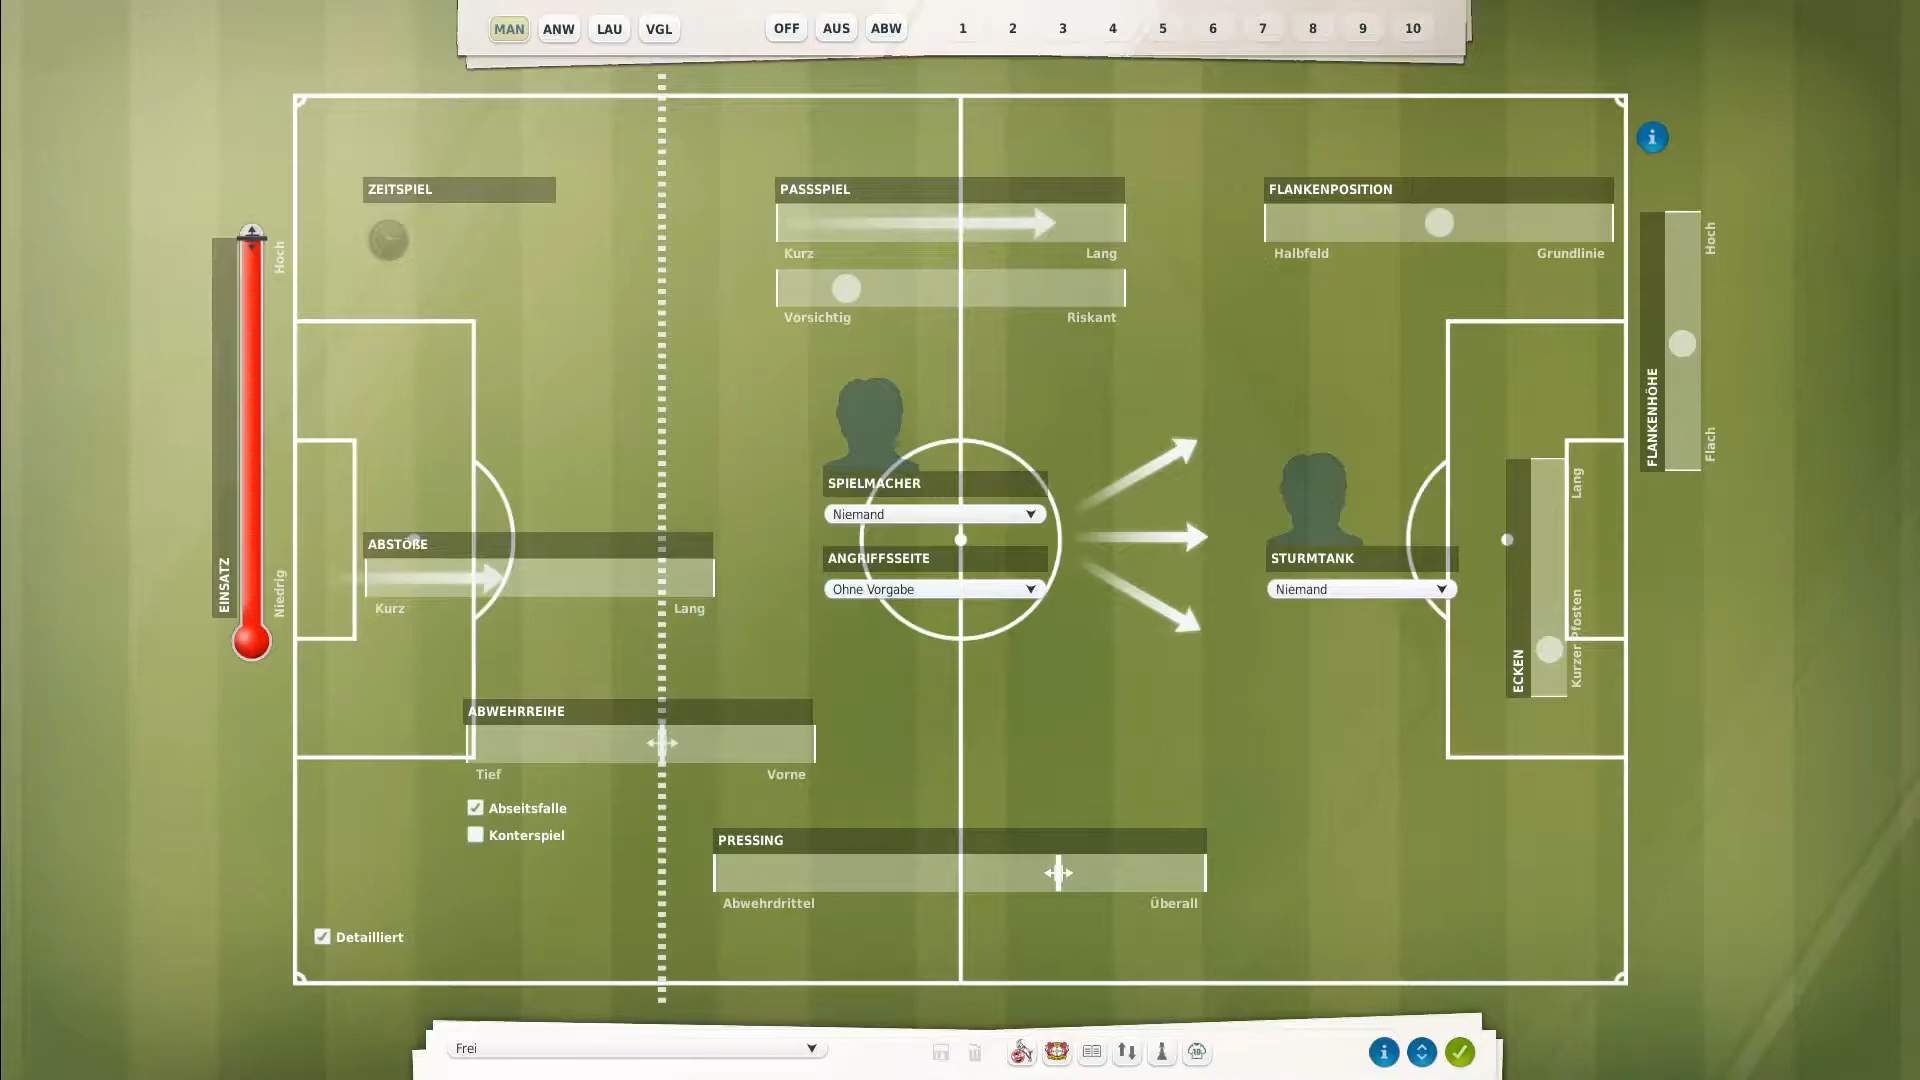 MAN ANW LAU VGL OFF AUS ABW 1 2 3 4 5 6 7 8 9 10
ZEITSPIEL
PASSSPIEL
Kurz Lang
Vorsichtig Riskant
FLANKENPOSITION
Halbfeld Grundlinie
EINSATZ
Hoch
Niedrig
FLANKENHÖHE
Hoch
Flach
SPIELMACHER
Niemand
ANGRIFFSSEITE
Ohne Vorgabe
STURMTANK
Niemand
ABSTÖßE
Kurz Lang
ECKEN
Lang
Kurzer Pfosten
ABWEHRREIHE
Tief Vorne
Abseitsfalle
Konterspiel
PRESSING
Abwehrdrittel Überall
Detailliert
Frei
10